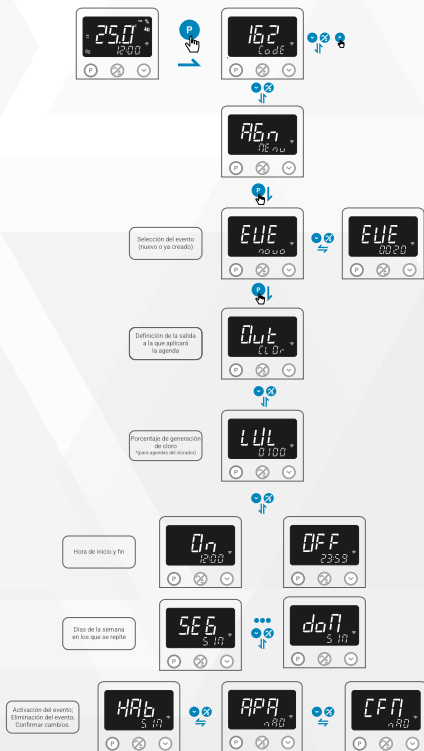 25.0°
12:00
P
162
CodE
P
P
AGn
MEnu
P
P
Selección del evento
(nuevo o ya creado)
EVE
novo
P
EVE
0020
P
P
Definición de la salida
a la que aplicará
la agenda
Out
CLOr
P
Porcentaje de generación
de cloro
*(para agendas del clorador)
LVL
0100
P
Hora de inicio y fin
On
12:00
P
OFF
23:59
P
Días de la semana
en los que se repite
SEG
SIM
P
doM
SIM
P
Activación del evento;
Eliminación del evento;
Confirmar cambios.
HAb
SIM
P
APA
nAO
P
CFM
nAO
P